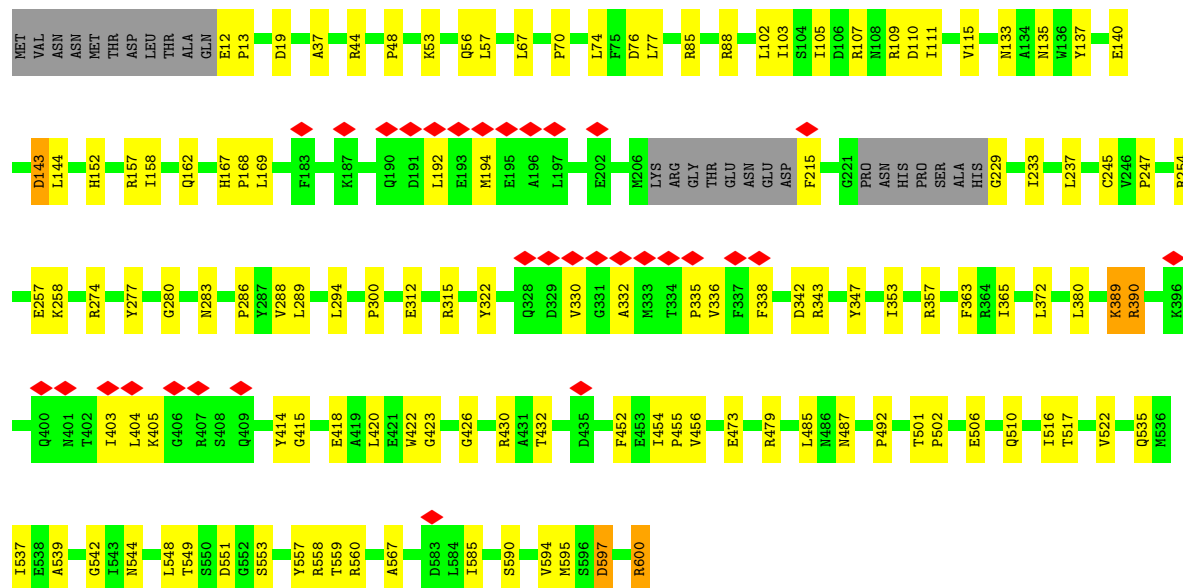 MET VAL ASN ASN MET THR ASP LEU THR ALA GLN E12 P13 D19 A37 R44 P48 K53 Q56 L57 L67 P70 L74 F75 D76 L77 R85 R88 L102 I103 S104 I105 D106 R107 N108 R109 D110 I111 V115 N133 A134 N135 W136 Y137 E140
D143 L144 H152 R157 I158 Q162 H167 P168 L169 F183 K187 Q190 D191 L192 E193 M194 E195 A196 L197 E202 M206 LYS ARG GLY THR GLU ASN GLU ASP F215 G221 PRO ASN HIS PRO SER ALA HIS G229 I233 L237 C245 V246 P247 R254
E257 K258 R274 Y277 G280 N283 P286 Y287 V288 L289 L294 P300 E312 R315 Y322 Q328 D329 V330 G331 A332 M333 T334 P335 V336 F337 F338 D342 R343 Y347 I353 R357 F363 R364 I365 L372 L380 K389 R390 K396
Q400 N401 T402 I403 L404 K405 G406 R407 S408 Q409 Y414 G415 E418 A419 L420 E421 W422 G423 G426 R430 A431 T432 D435 F452 E453 I454 P455 V456 E473 R479 L485 N486 N487 P492 T501 P502 E506 Q510 I516 T517 V522 Q535 M536
I537 E538 A539 G542 I543 N544 L548 T549 S550 D551 G552 S553 Y557 R558 T559 R560 A567 D583 L584 I585 S590 V594 M595 S596 D597 R600